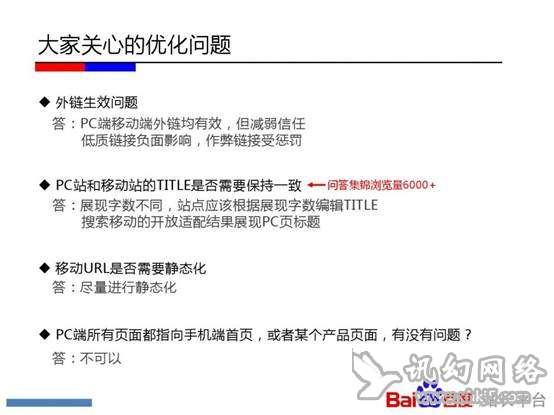 大家关心的优化问题
◆ 外链生效问题
答：PC端移动端外链均有效，但减弱信任
低质链接负面影响，作弊链接受惩罚
◆ PC站和移动站的TITLE是否需要保持一致 问答集锦浏览量6000+
答：展现字数不同，站点应该根据展现字数编辑TITLE
搜索移动的开放适配结果展现PC页标题
◆ 移动URL是否需要静态化
答：尽量进行静态化
◆ PC端所有页面都指向手机端首页，或者某个产品页面，有没有问题？
答：不可以
讯幻网络